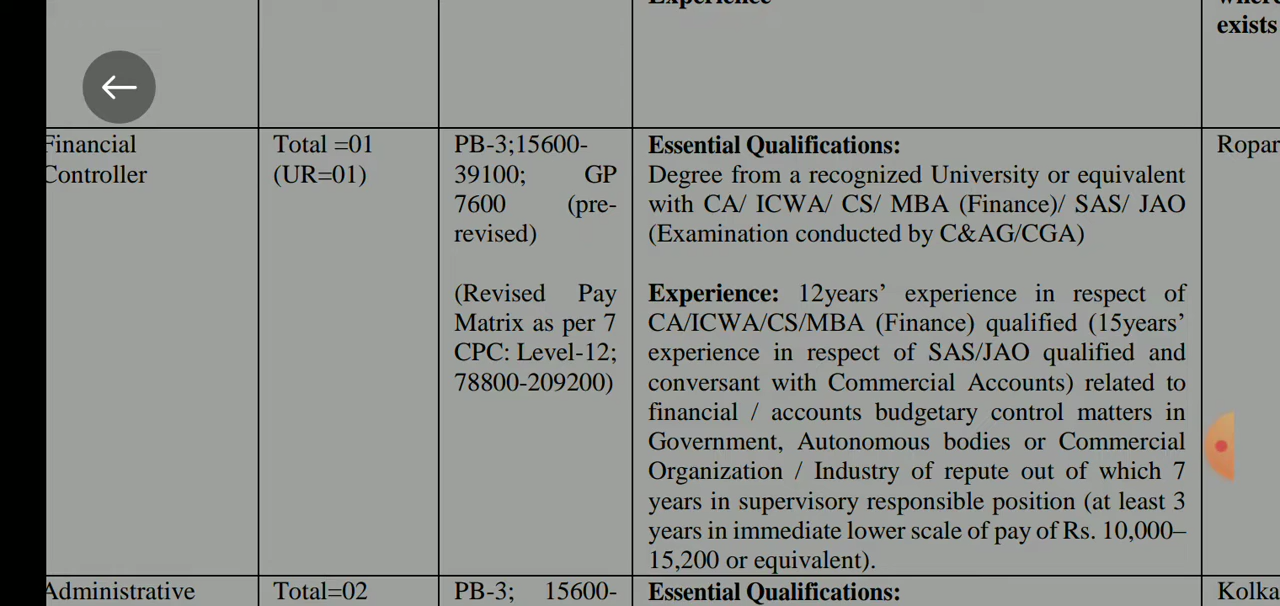 Experience
where
exists
Financial
Controller
Total =01
(UR=01)
PB-3;15600-
39100; GP
7600 (pre-
revised)
(Revised Pay
Matrix as per 7
CPC: Level-12;
78800-209200)
Essential Qualifications:
Degree from a recognized University or equivalent
with CA/ ICWA/ CS/ MBA (Finance)/ SAS/ JAO
(Examination conducted by C&AG/CGA)
Experience: 12years’ experience in respect of
CA/ICWA/CS/MBA (Finance) qualified (15years’
experience in respect of SAS/JAO qualified and
conversant with Commercial Accounts) related to
financial / accounts budgetary control matters in
Government, Autonomous bodies or Commercial
Organization / Industry of repute out of which 7
years in supervisory responsible position (at least 3
years in immediate lower scale of pay of Rs. 10,000–
15,200 or equivalent).
Ropar
Administrative
Total=02
PB-3; 15600-
Essential Qualifications:
Kolka